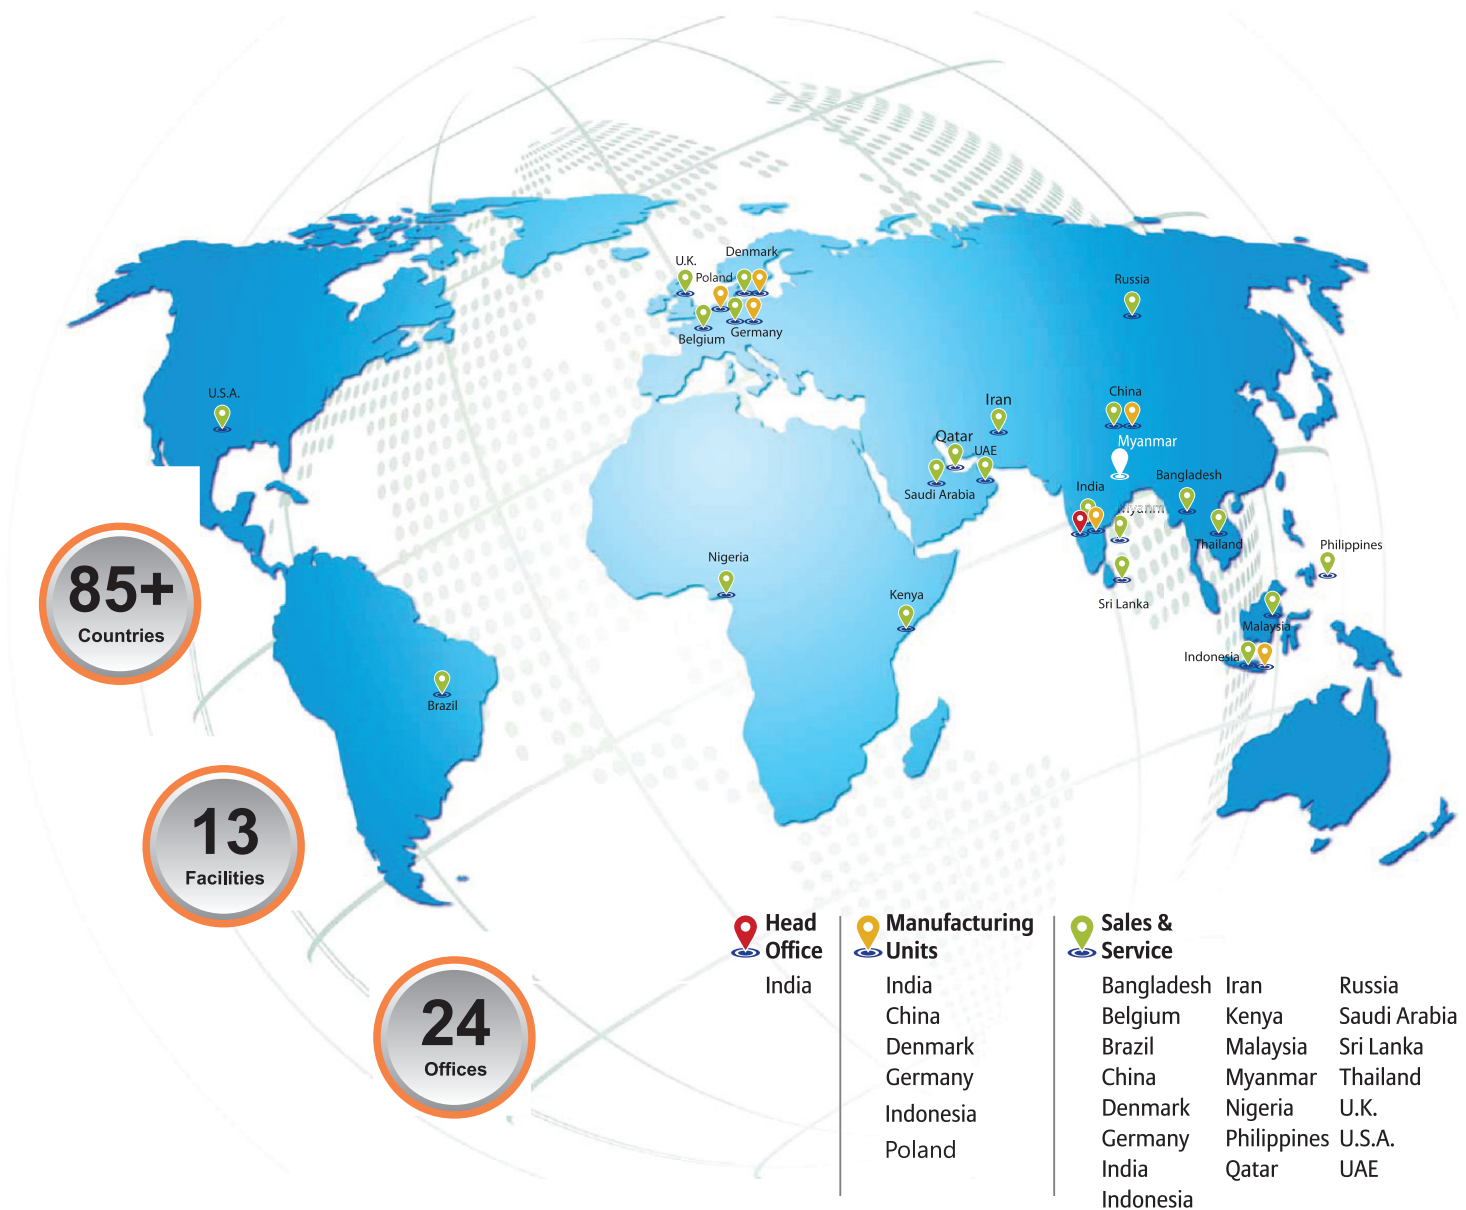 Denmark
U.K.
Poland
Russia
Belgium
Germany
U.S.A.
Iran
China
Qatar
UAE
Myanmar
Saudi Arabia
India
Bangladesh
Thailand
Philippines
Nigeria
Kenya
Sri Lanka
Malaysia
Indonesia
Brazil
85+
Countries
13
Facilities
24
Offices
Head
Office
India
Manufacturing
Units
India
China
Denmark
Germany
Indonesia
Poland
Sales &
Service
Bangladesh
Belgium
Brazil
China
Denmark
Germany
India
Indonesia
Iran
Kenya
Malaysia
Myanmar
Nigeria
Philippines
Qatar
Russia
Saudi Arabia
Sri Lanka
Thailand
U.K.
U.S.A.
UAE